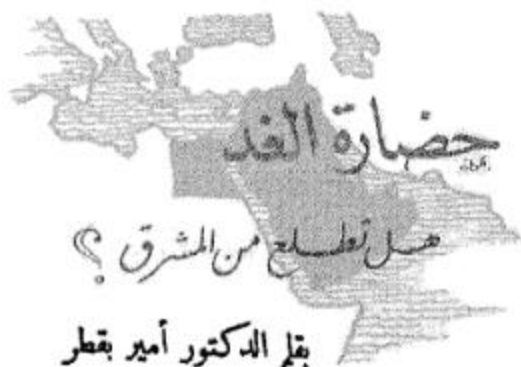 حضارة الغد
هل تطلع من المشرق ؟
بقلم الدكتور أمير بقطر